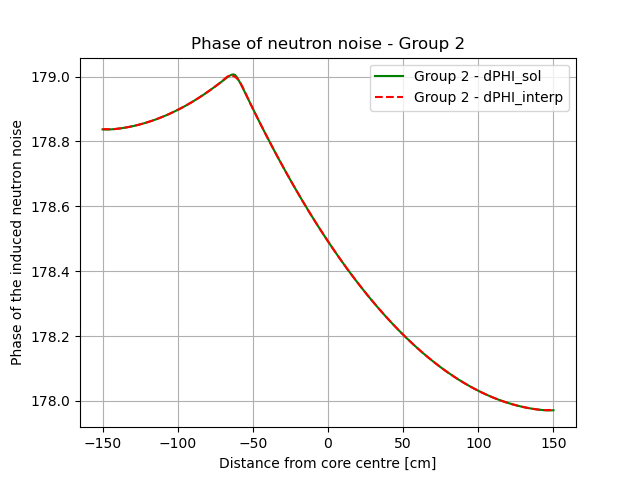 Phase of neutron noise - Group 2
Group 2 - dPHI_sol
Group 2 - dPHI_interp
Phase of the induced neutron noise
179.0
178.8
178.6
178.4
178.2
178.0
−150
−100
−50
0
50
100
150
Distance from core centre [cm]